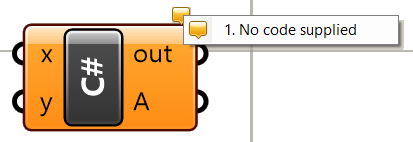 1. No code supplied
x out
C#
y A